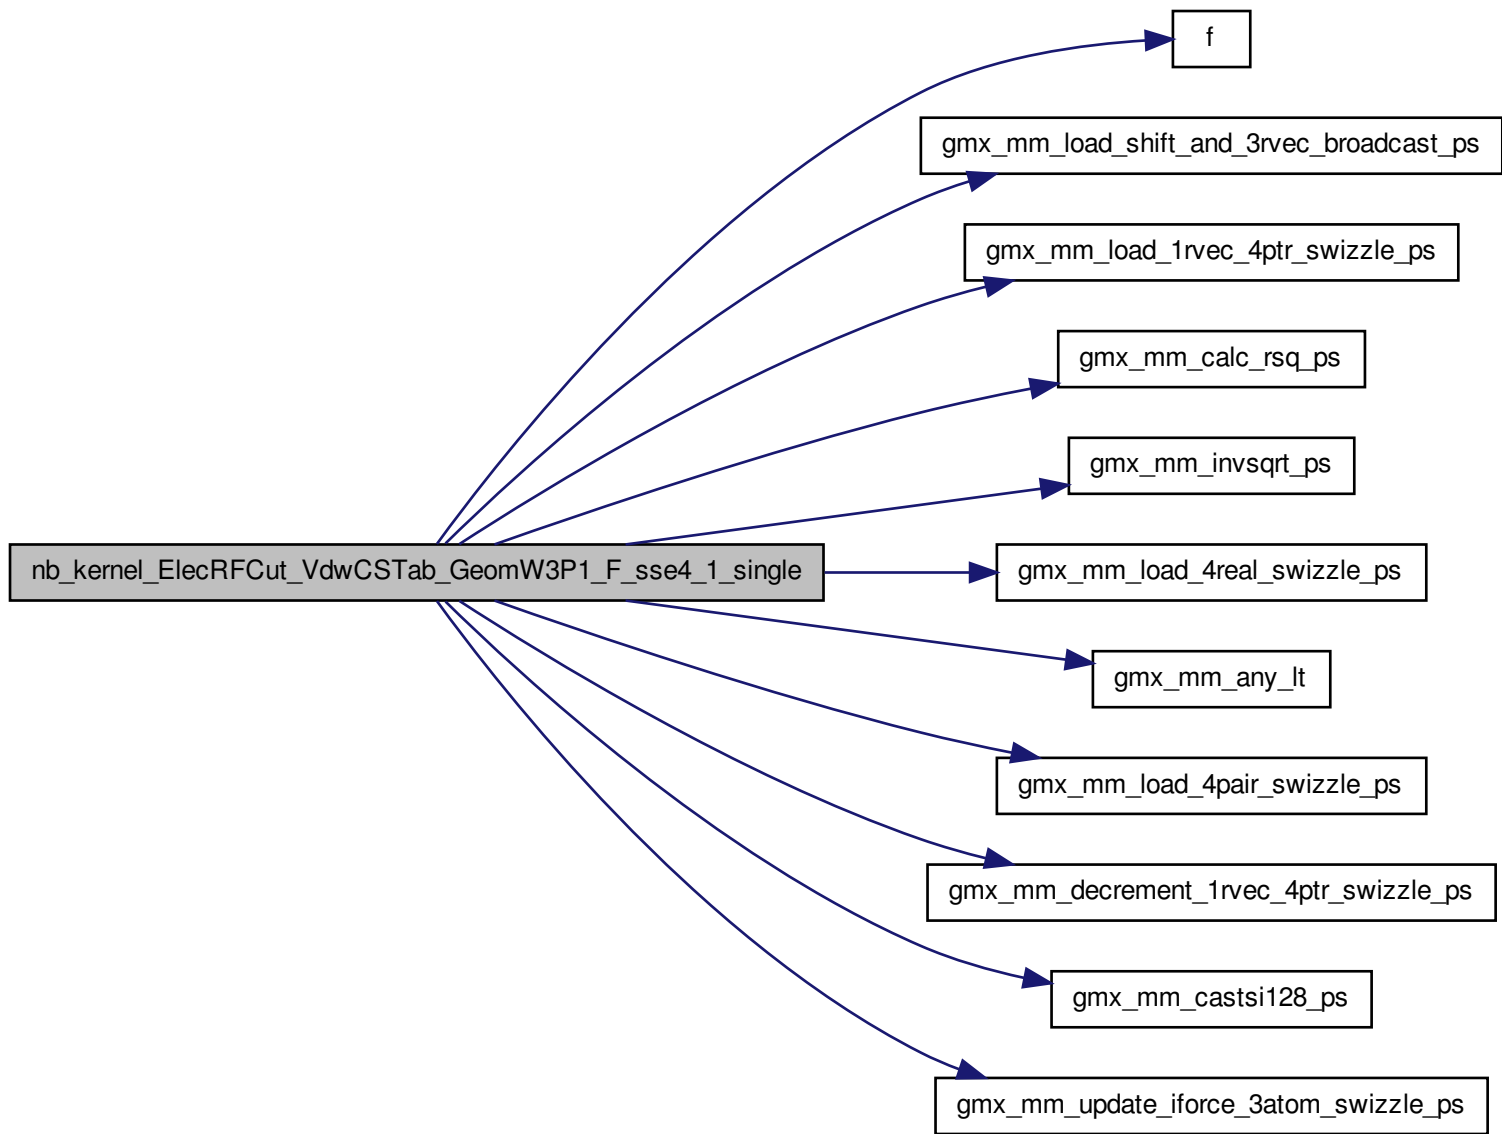 f
gmx_mm_load_shift_and_3rvec_broadcast_ps
gmx_mm_load_1rvec_4ptr_swizzle_ps
gmx_mm_calc_rsq_ps
gmx_mm_invsqrt_ps
nb_kernel_ElecRFCut_VdwCSTab_GeomW3P1_F_sse4_1_single
gmx_mm_load_4real_swizzle_ps
gmx_mm_any_lt
gmx_mm_load_4pair_swizzle_ps
gmx_mm_decrement_1rvec_4ptr_swizzle_ps
gmx_mm_castsi128_ps
gmx_mm_update_iforce_3atom_swizzle_ps